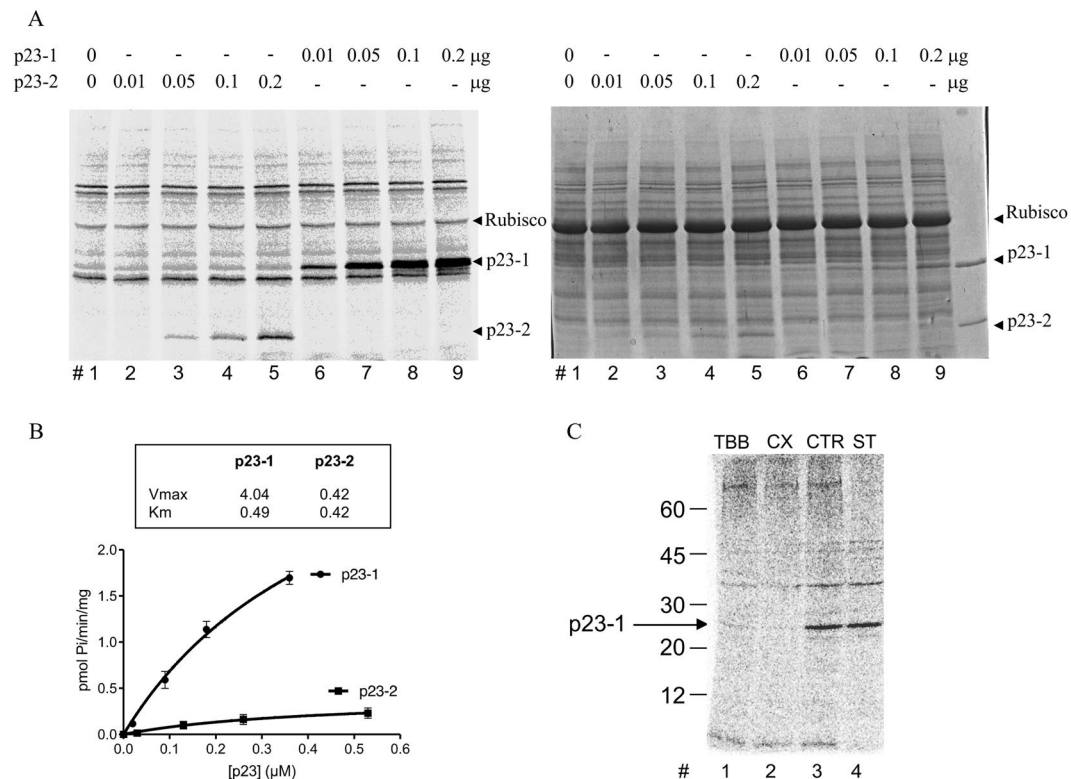 A
p23-1 0 - - - - 0.01 0.05 0.1 0.2 µg
p23-2 0 0.01 0.05 0.1 0.2 - - - - µg
Rubisco
p23-1
p23-2
# 1 2 3 4 5 6 7 8 9
0 - - - - 0.01 0.05 0.1 0.2 µg
0 0.01 0.05 0.1 0.2 - - - - µg
Rubisco
p23-1
p23-2
# 1 2 3 4 5 6 7 8 9
B
p23-1 p23-2
Vmax 4.04 0.42
Km 0.49 0.42
pmol Pi/min/mg
2.0
1.5
1.0
0.5
0.0
p23-1
p23-2
0.0 0.1 0.2 0.3 0.4 0.5 0.6
[p23] (µM)
C
TBB CX CTR ST
60
45
30
p23-1
20
12
# 1 2 3 4